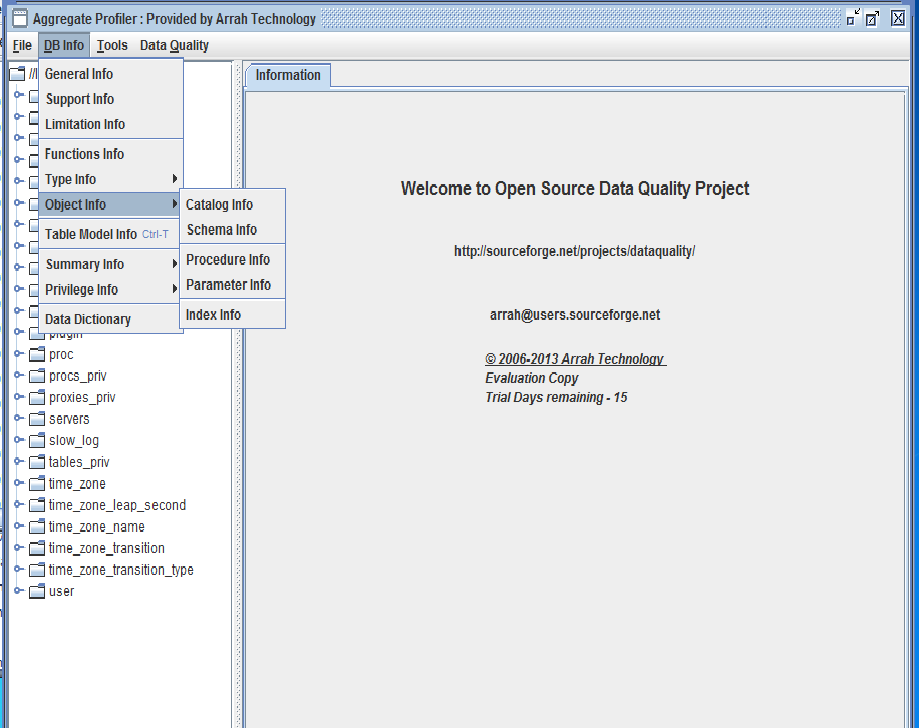 Aggregate Profiler : Provided by Arrah Technology
File DB Info Tools Data Quality
General Info
Support Info
Limitation Info
Functions Info
Type Info
Object Info
Table Model Info Ctrl-T
Summary Info
Privilege Info
Data Dictionary
Catalog Info
Schema Info
Procedure Info
Parameter Info
Index Info
plugin
proc
procs_priv
proxies_priv
servers
slow_log
tables_priv
time_zone
time_zone_leap_second
time_zone_name
time_zone_transition
time_zone_transition_type
user
Information
Welcome to Open Source Data Quality Project
http://sourceforge.net/projects/dataquality/
arrah@users.sourceforge.net
© 2006-2013 Arrah Technology
Evaluation Copy
Trial Days remaining - 15